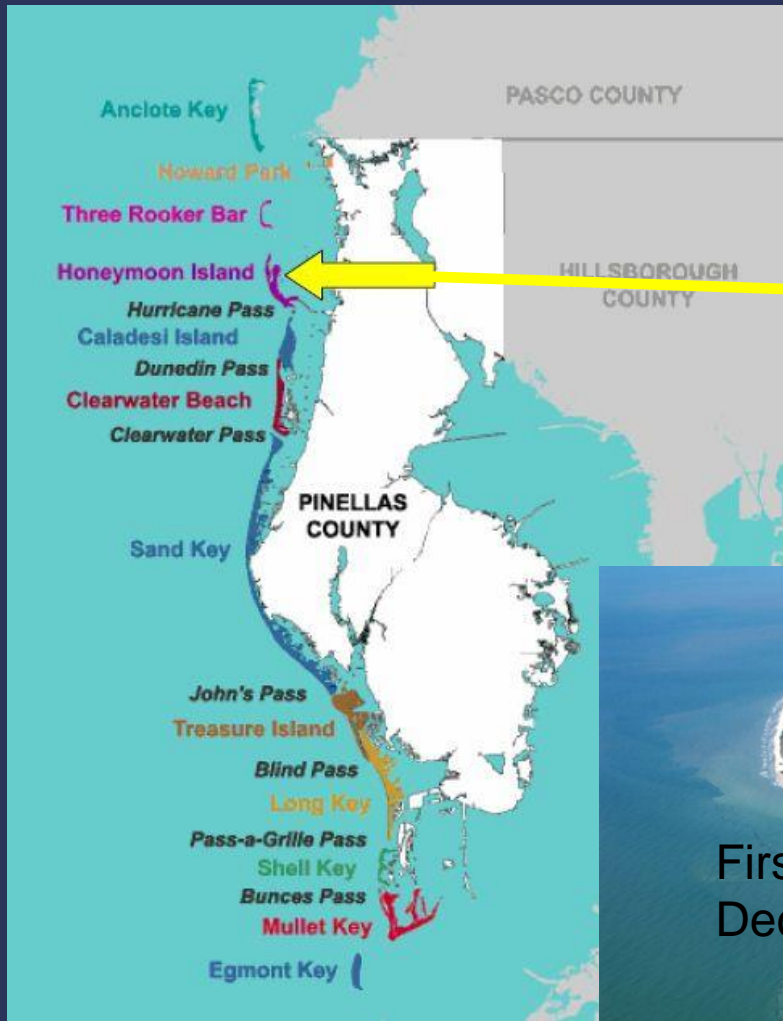 PASCO COUNTY
Anclote Key
Howard Park
Three Rooker Bar
Honeymoon Island
HILLSBOROUGH
COUNTY
Hurricane Pass
Caladesi Island
Dunedin Pass
Clearwater Beach
Clearwater Pass
PINELLAS
COUNTY
Sand Key
John's Pass
Treasure Island
Blind Pass
Long Key
Pass-a-Grille Pass
Shell Key
Bunces Pass
Mullet Key
Egmont Key
Firs
Dec